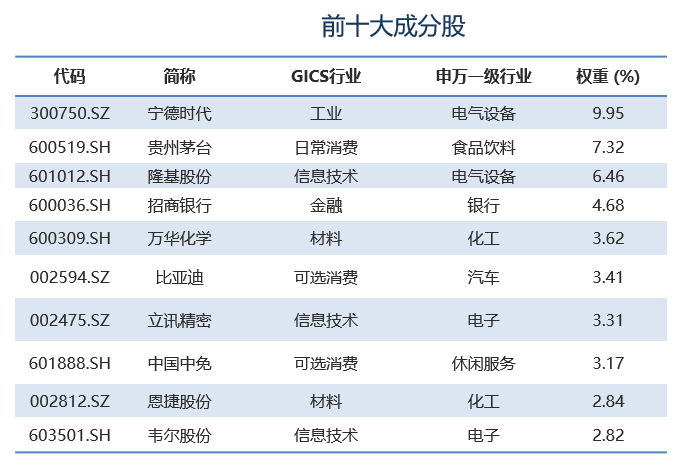 前十大成分股
代码 简称 GICS行业 申万一级行业 权重 (%)
300750.SZ 宁德时代 工业 电气设备 9.95
600519.SH 贵州茅台 日常消费 食品饮料 7.32
601012.SH 隆基股份 信息技术 电气设备 6.46
600036.SH 招商银行 金融 银行 4.68
600309.SH 万华化学 材料 化工 3.62
002594.SZ 比亚迪 可选消费 汽车 3.41
002475.SZ 立讯精密 信息技术 电子 3.31
601888.SH 中国中免 可选消费 休闲服务 3.17
002812.SZ 恩捷股份 材料 化工 2.84
603501.SH 韦尔股份 信息技术 电子 2.82